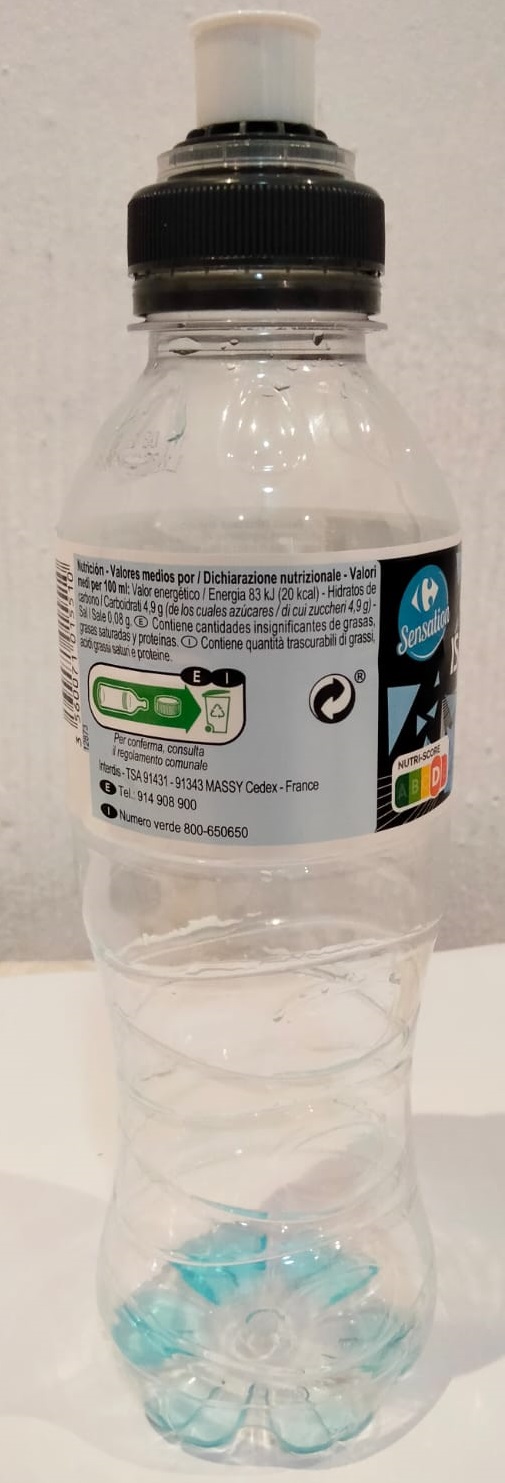 Nutrición - Valores medios por / Dichiarazione nutrizionale - Valori
medi per 100 ml: Valor energético / Energia 83 kJ (20 kcal) - Hidratos de
carbono / Carboidrati 4,9 g (de los cuales azúcares / di cui zuccheri 4,9 g) -
Sal / Sale 0,08 g. E Contiene cantidades insignificantes de grasas,
grasas saturadas y proteínas. I Contiene quantità trascurabili di grassi,
acidi grassi saturi e proteine.
E I
®
Per conferma, consulta
il regolamento comunale
Interdis - TSA 91431 - 91343 MASSY Cedex - France
E Tel.: 914 908 900
I Numero verde 800-650650
Sensation
IS
NUTRI-SCORE
A B D